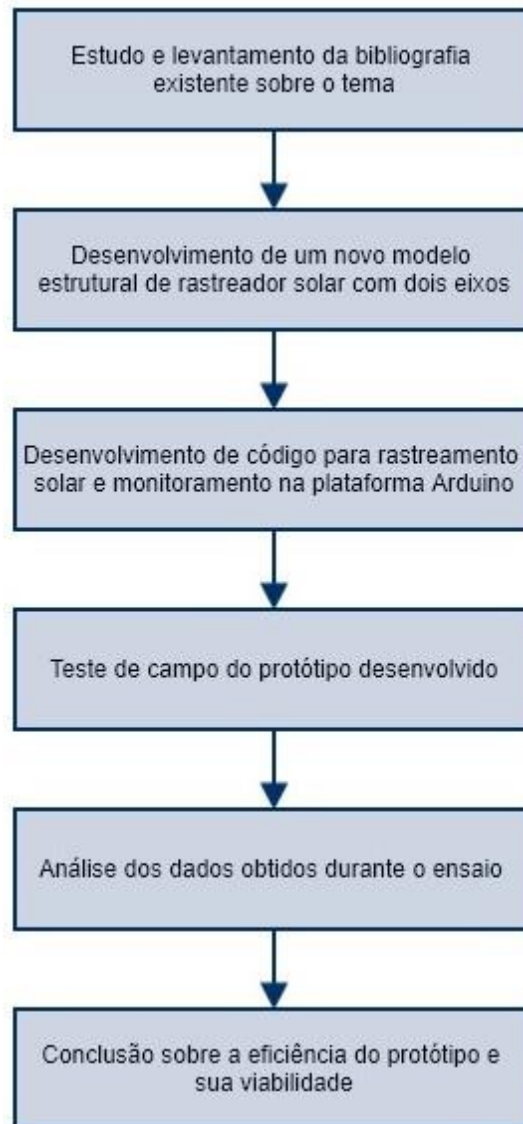 Estudo e levantamento da bibliografia
existente sobre o tema
Desenvolvimento de um novo modelo
estrutural de rastreador solar com dois eixos
Desenvolvimento de código para rastreamento
solar e monitoramento na plataforma Arduino
Teste de campo do protótipo desenvolvido
Análise dos dados obtidos durante o ensaio
Conclusão sobre a eficiência do protótipo e
sua viabilidade